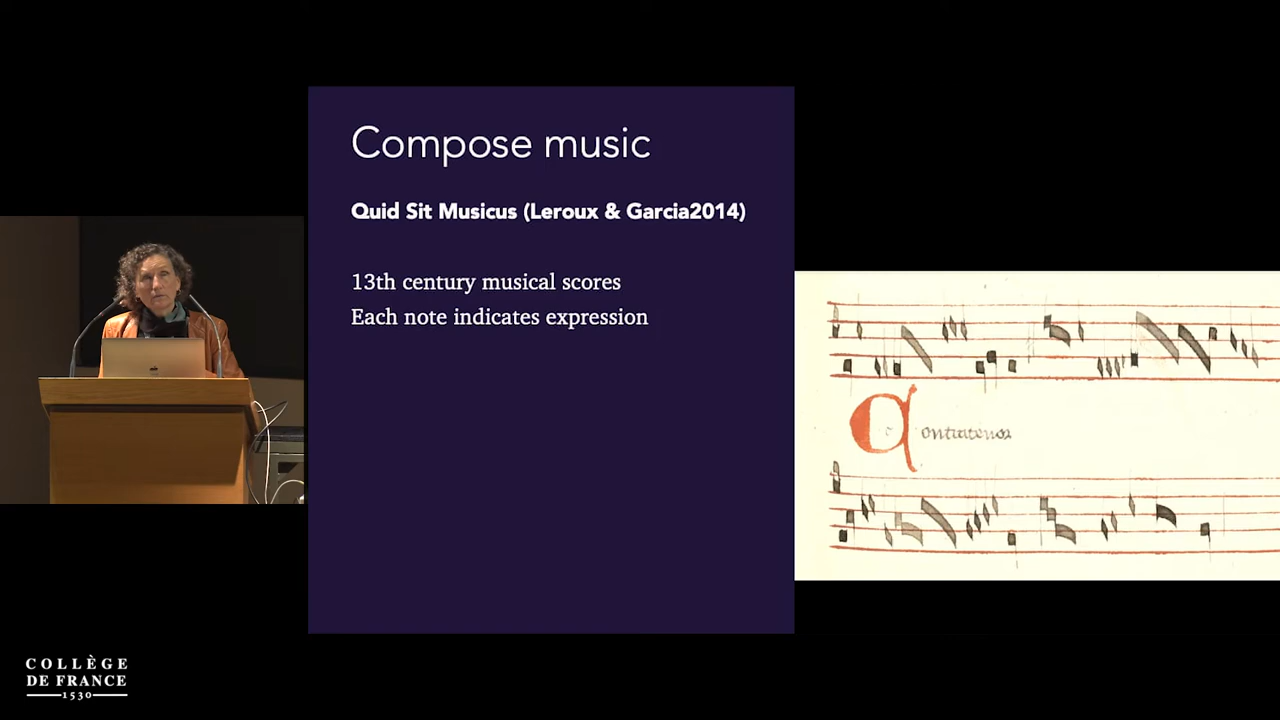 Compose music
Quid Sit Musicus (Leroux & Garcia2014)
13th century musical scores
Each note indicates expression
Contratenor
COLLÈGE
DE FRANCE
1530